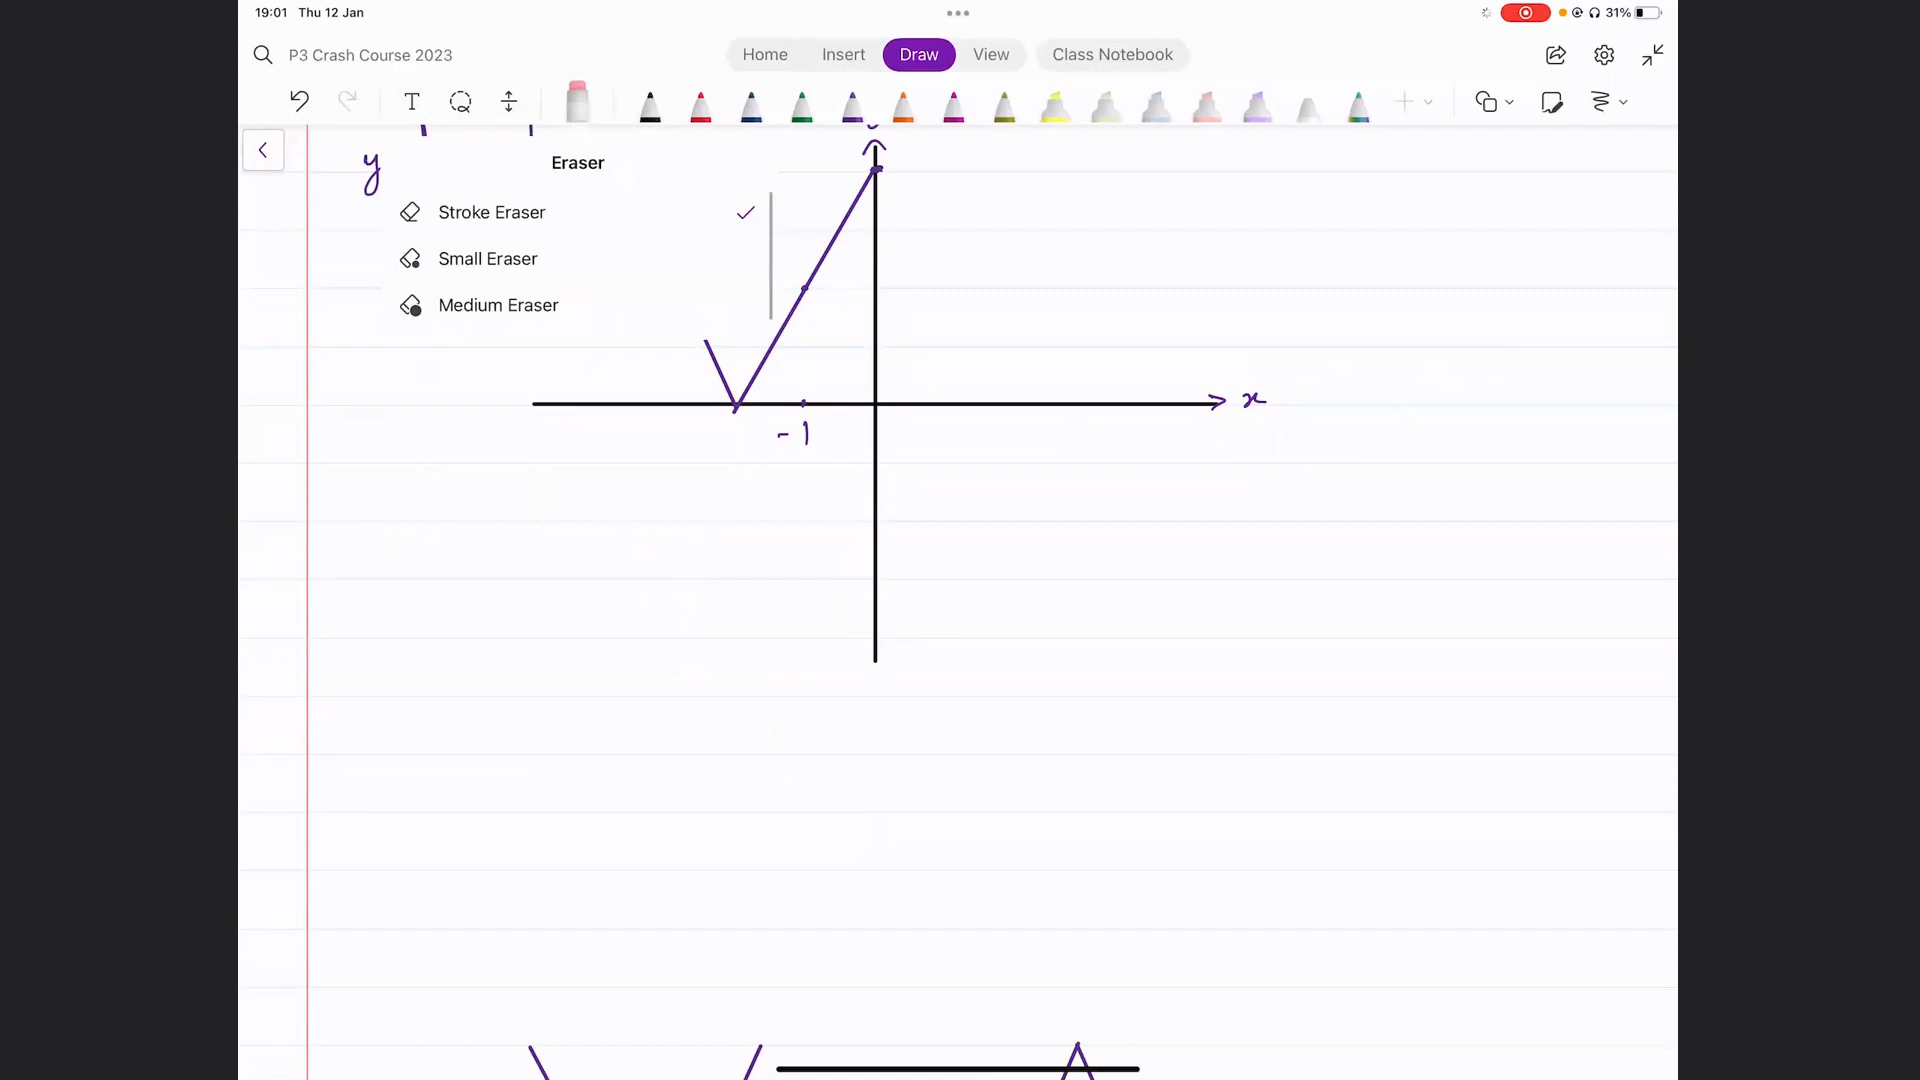 19:01 Thu 12 Jan
31%
P3 Crash Course 2023
Home Insert Draw View Class Notebook
T
y
Eraser
Stroke Eraser
Small Eraser
Medium Eraser
x
-1